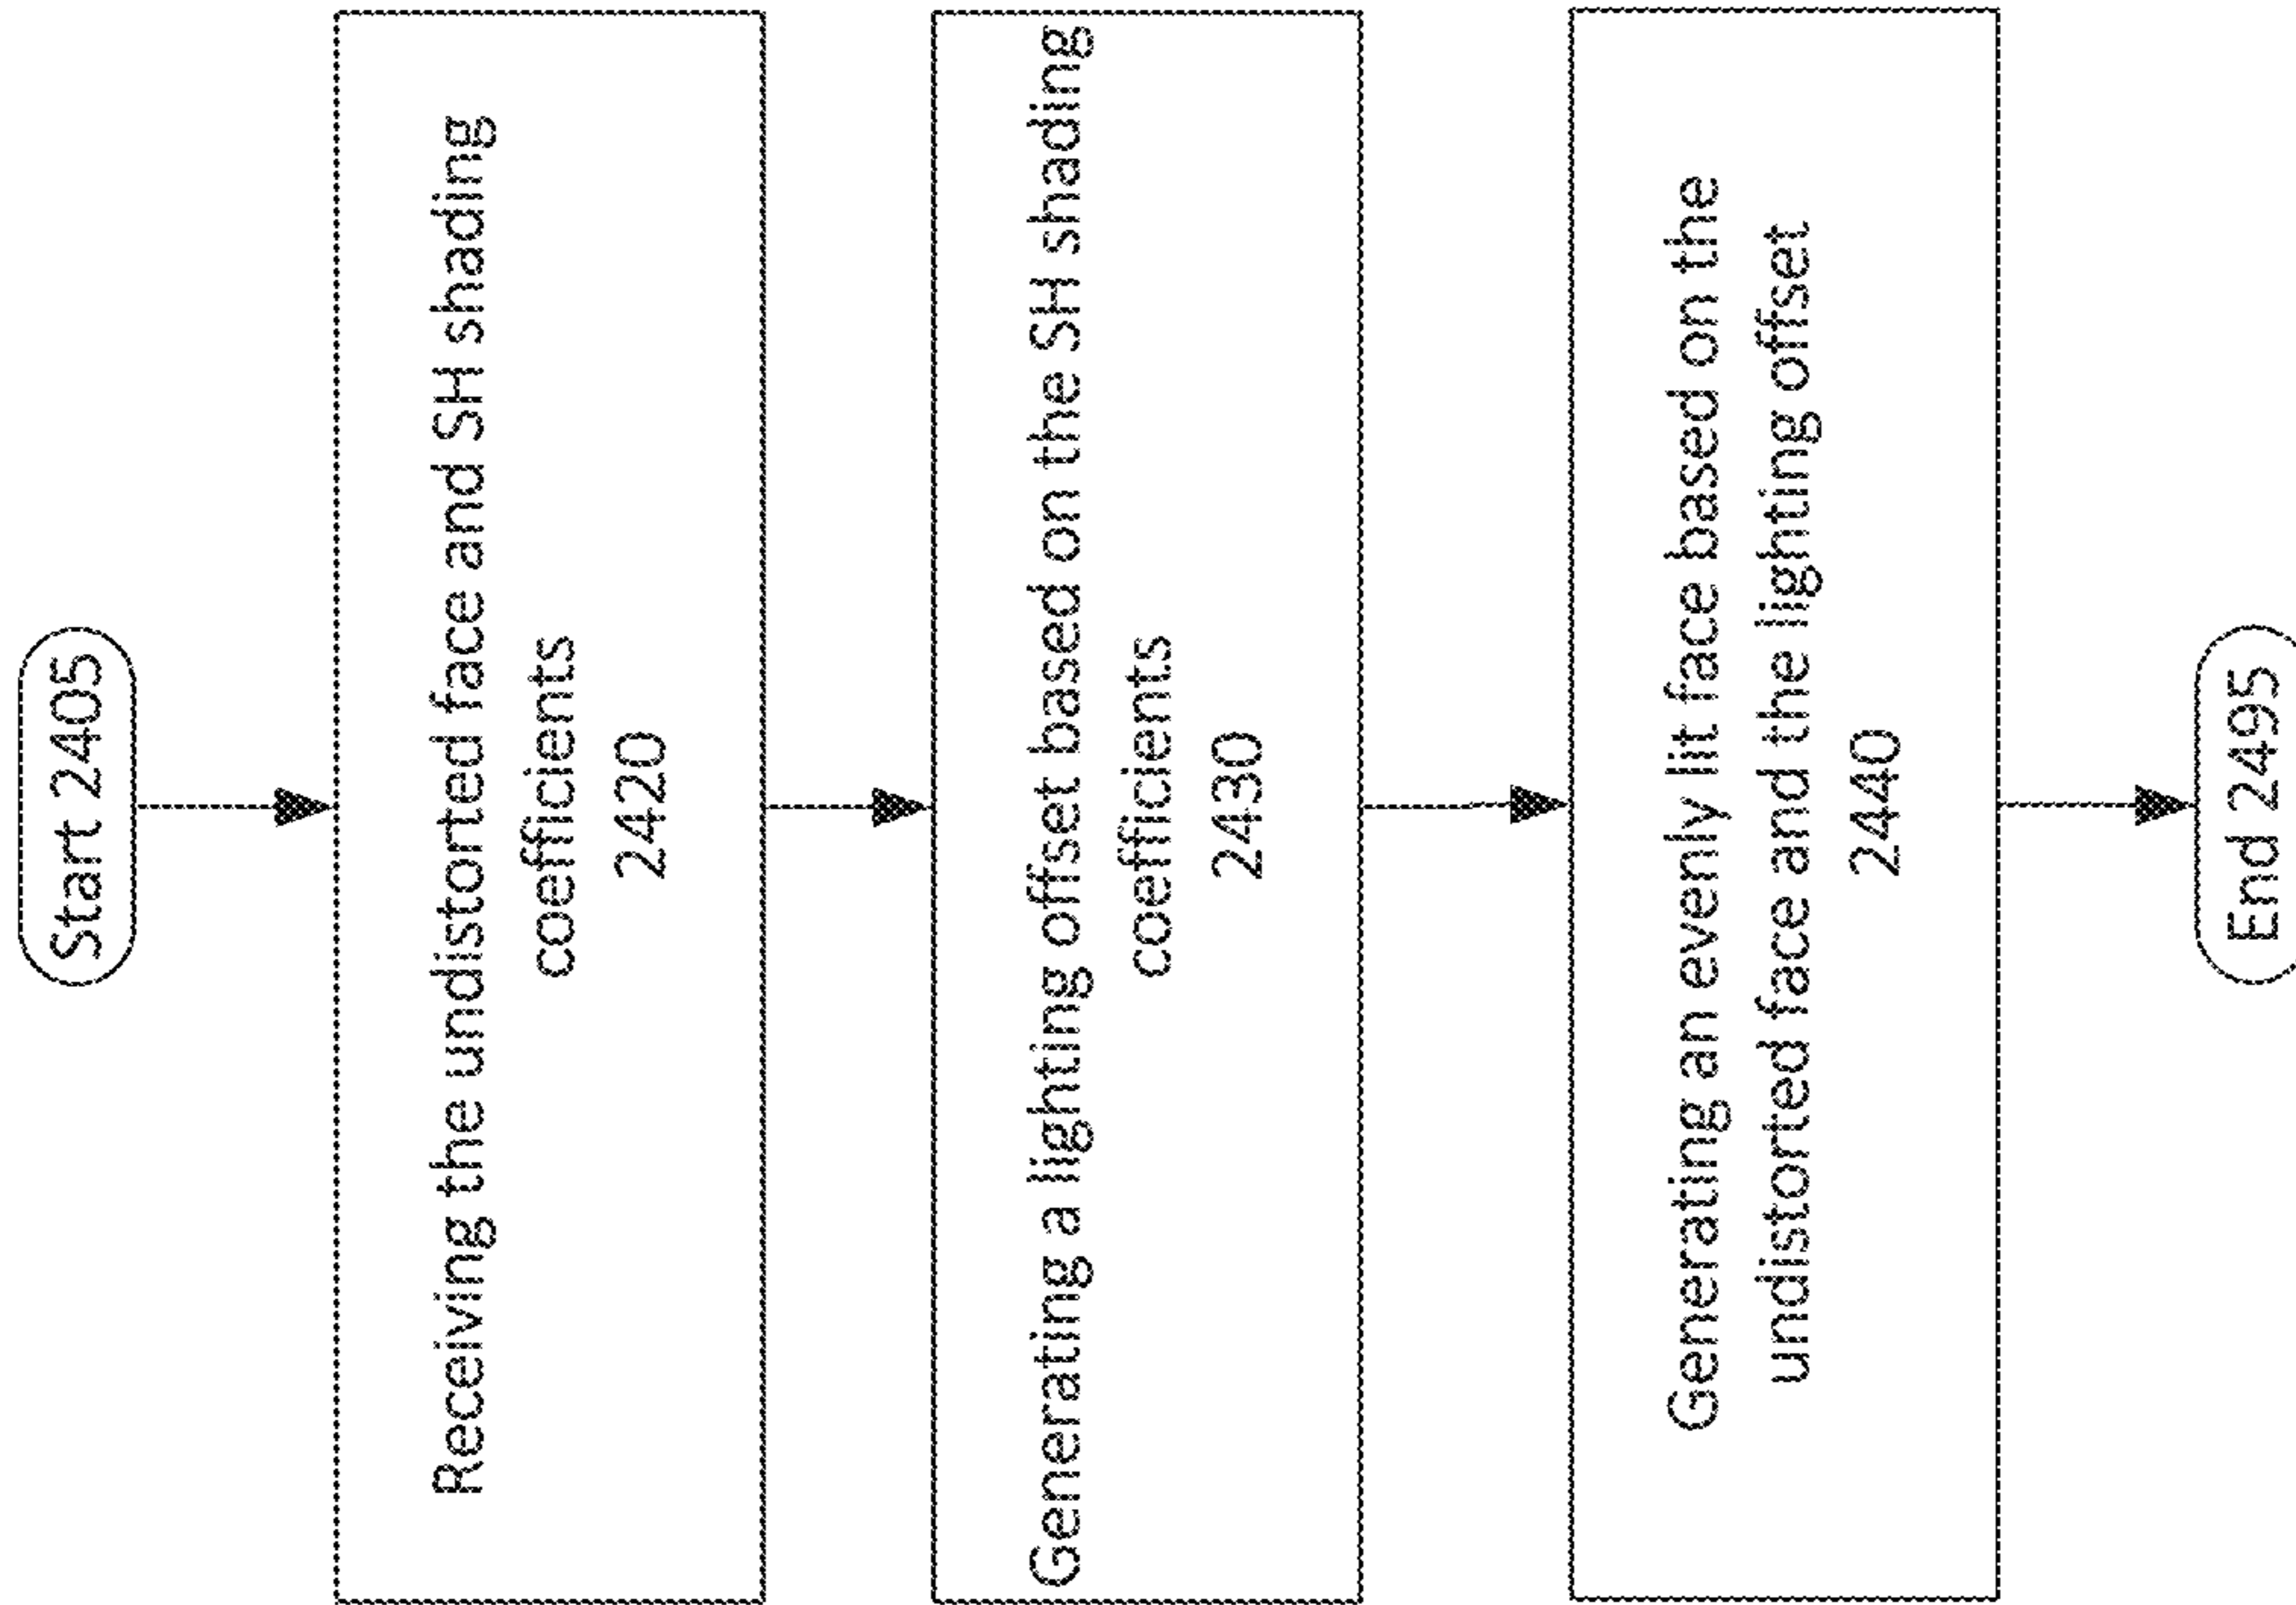 Start 2405
Receiving the undistorted face and SH shading
coefficients
2420
Generating a lighting offset based on the SH shading
coefficients
2430
Generating an evenly lit face based on the
undistorted face and the lighting offset
2440
End 2495